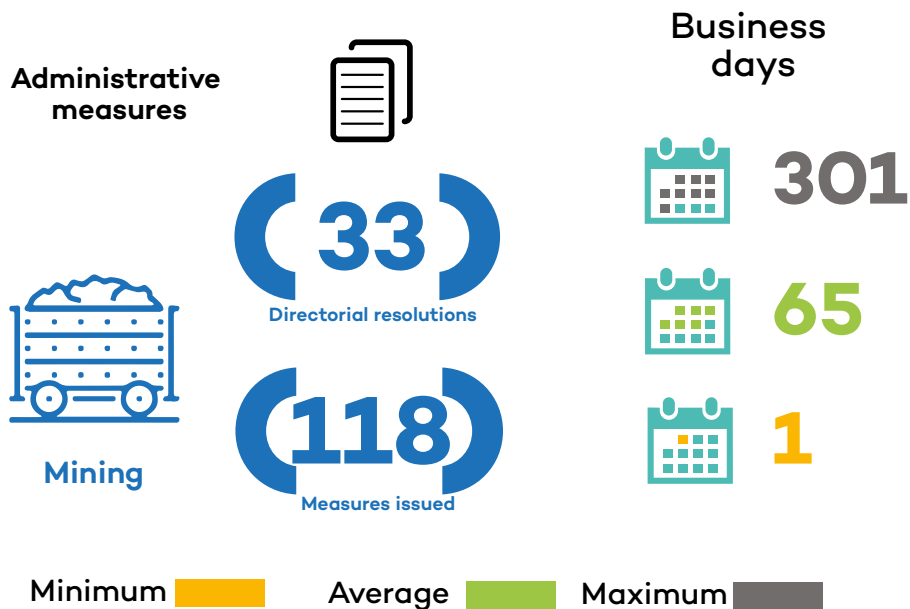 Administrative
measures
Business
days
33
Directorial resolutions
118
Measures issued
Mining
301
65
1
Minimum
Average
Maximum